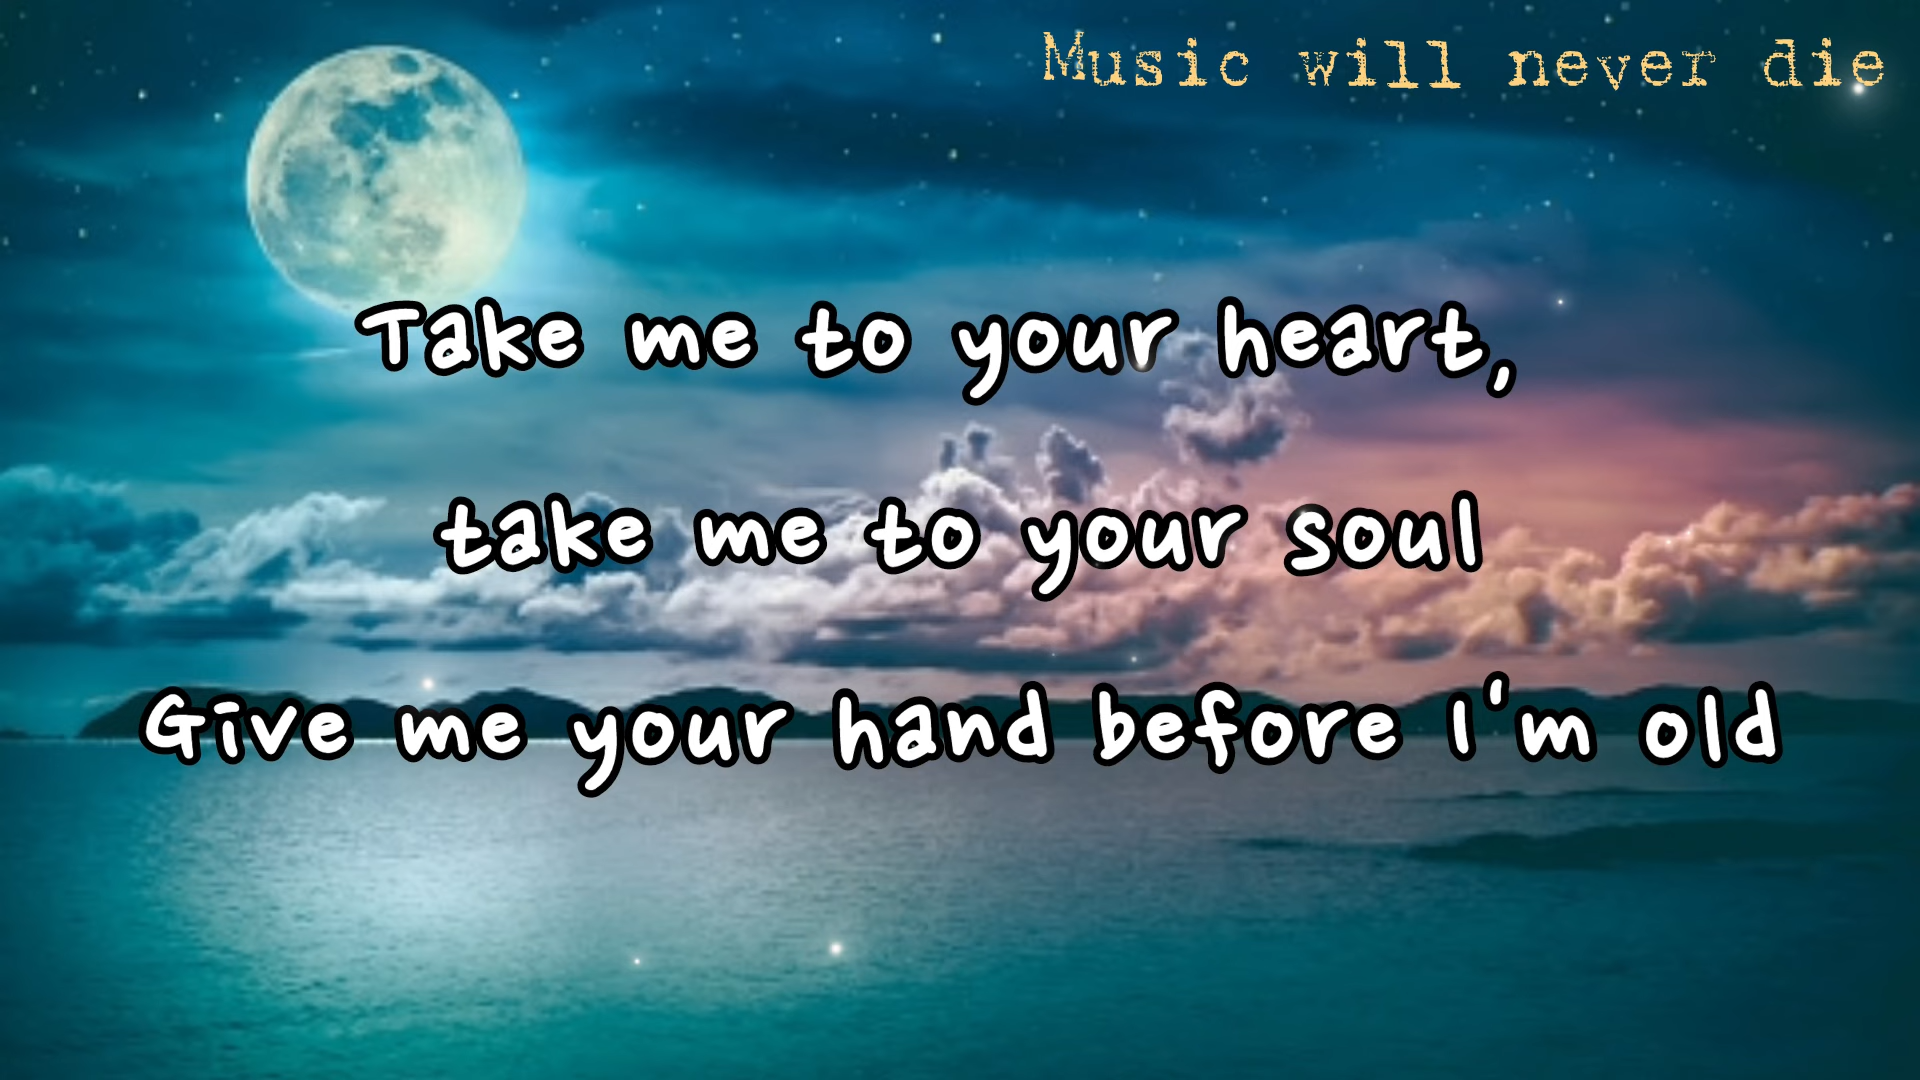 Music will never die
Take me to your heart,
take me to your soul
Give me your hand before I'm old